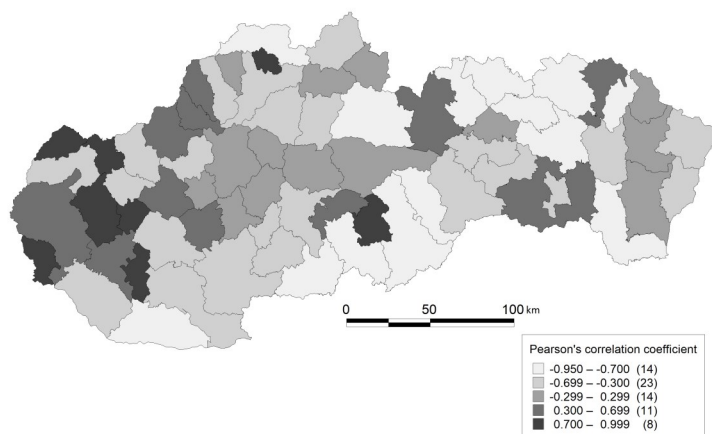 0 50 100 km
Pearson's correlation coefficient
-0.950 – -0.700 (14)
-0.699 – -0.300 (23)
-0.299 – 0.299 (14)
0.300 – 0.699 (11)
0.700 – 0.999 (8)